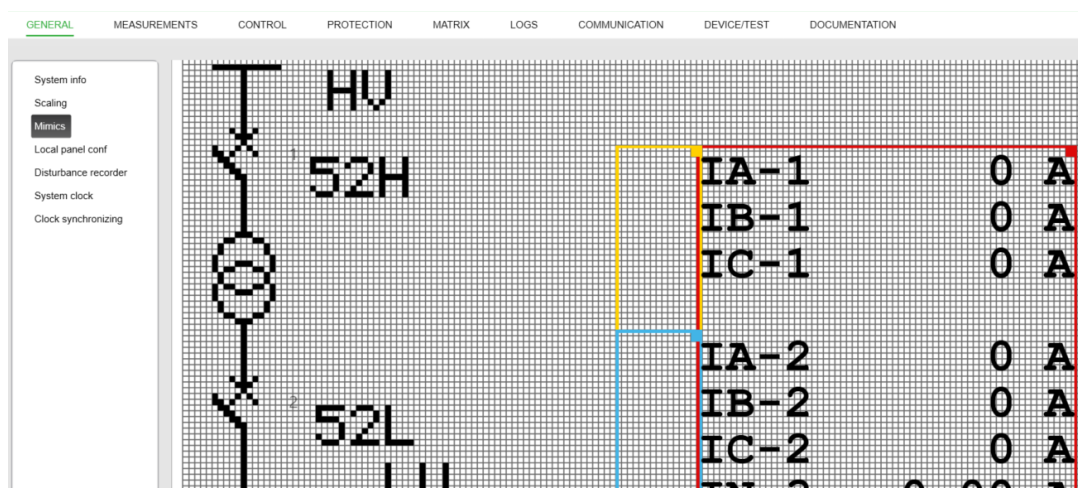 GENERAL MEASUREMENTS CONTROL PROTECTION MATRIX LOGS COMMUNICATION DEVICE/TEST DOCUMENTATION
System info
Scaling
Mimics
Local panel conf
Disturbance recorder
System clock
Clock synchronizing
HV
1
52H
2
52L
IA-1 0 A
IB-1 0 A
IC-1 0 A
IA-2 0 A
IB-2 0 A
IC-2 0 A